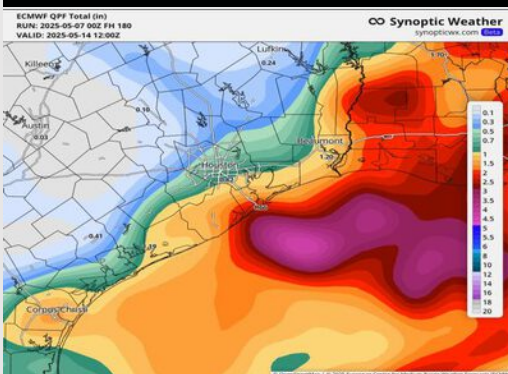 ECMWF QPF Total (in)
RUN: 2025-05-07 00Z FH 180
VALID: 2025-05-14 12:00Z
Synoptic Weather
synopticwx.com Beta
Lufkin
0.24
1.70
Killeen
0.10
Austin
0.03
Beaumont
1.20
Houston
0.41
Corpus Christi
0.1
0.3
0.5
0.7
1
1.5
2
2.5
3
3.5
4
4.5
5
5.5
6
8
10
12
14
16
18
20